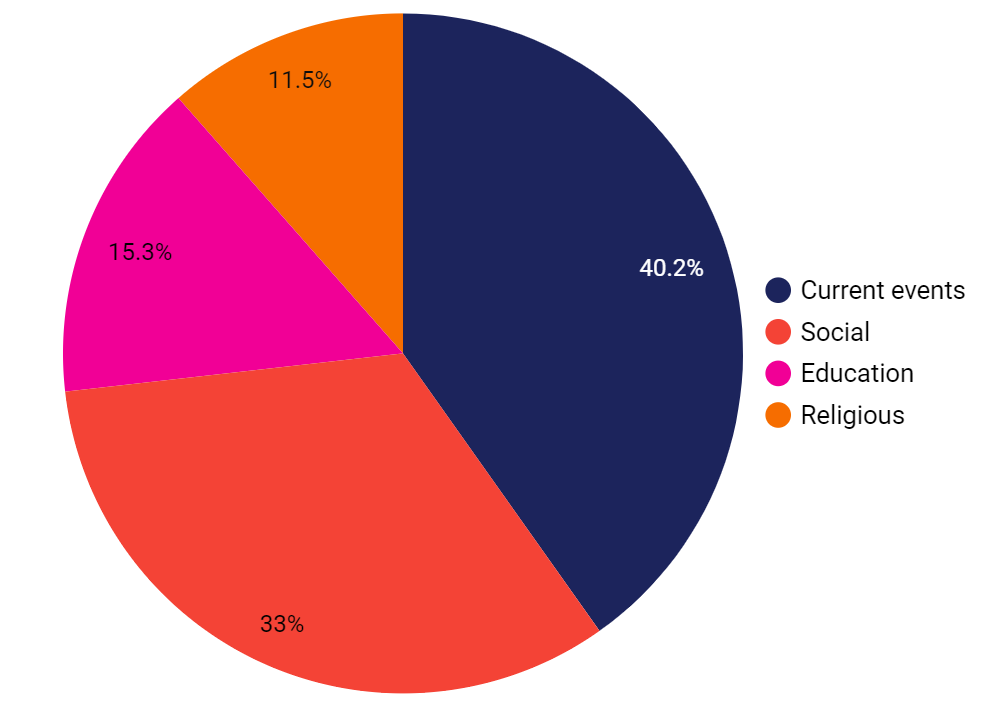 11.5%
15.3%
40.2%
33%
Current events
Social
Education
Religious